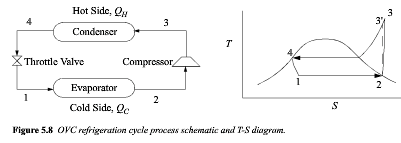 Hot Side, Q_H
4
3
Condenser
Throttle Valve
Compressor
Evaporator
1
2
Cold Side, Q_C
T
3
3'
4
1
2
S
Figure 5.8 OVC refrigeration cycle process schematic and T-S diagram.